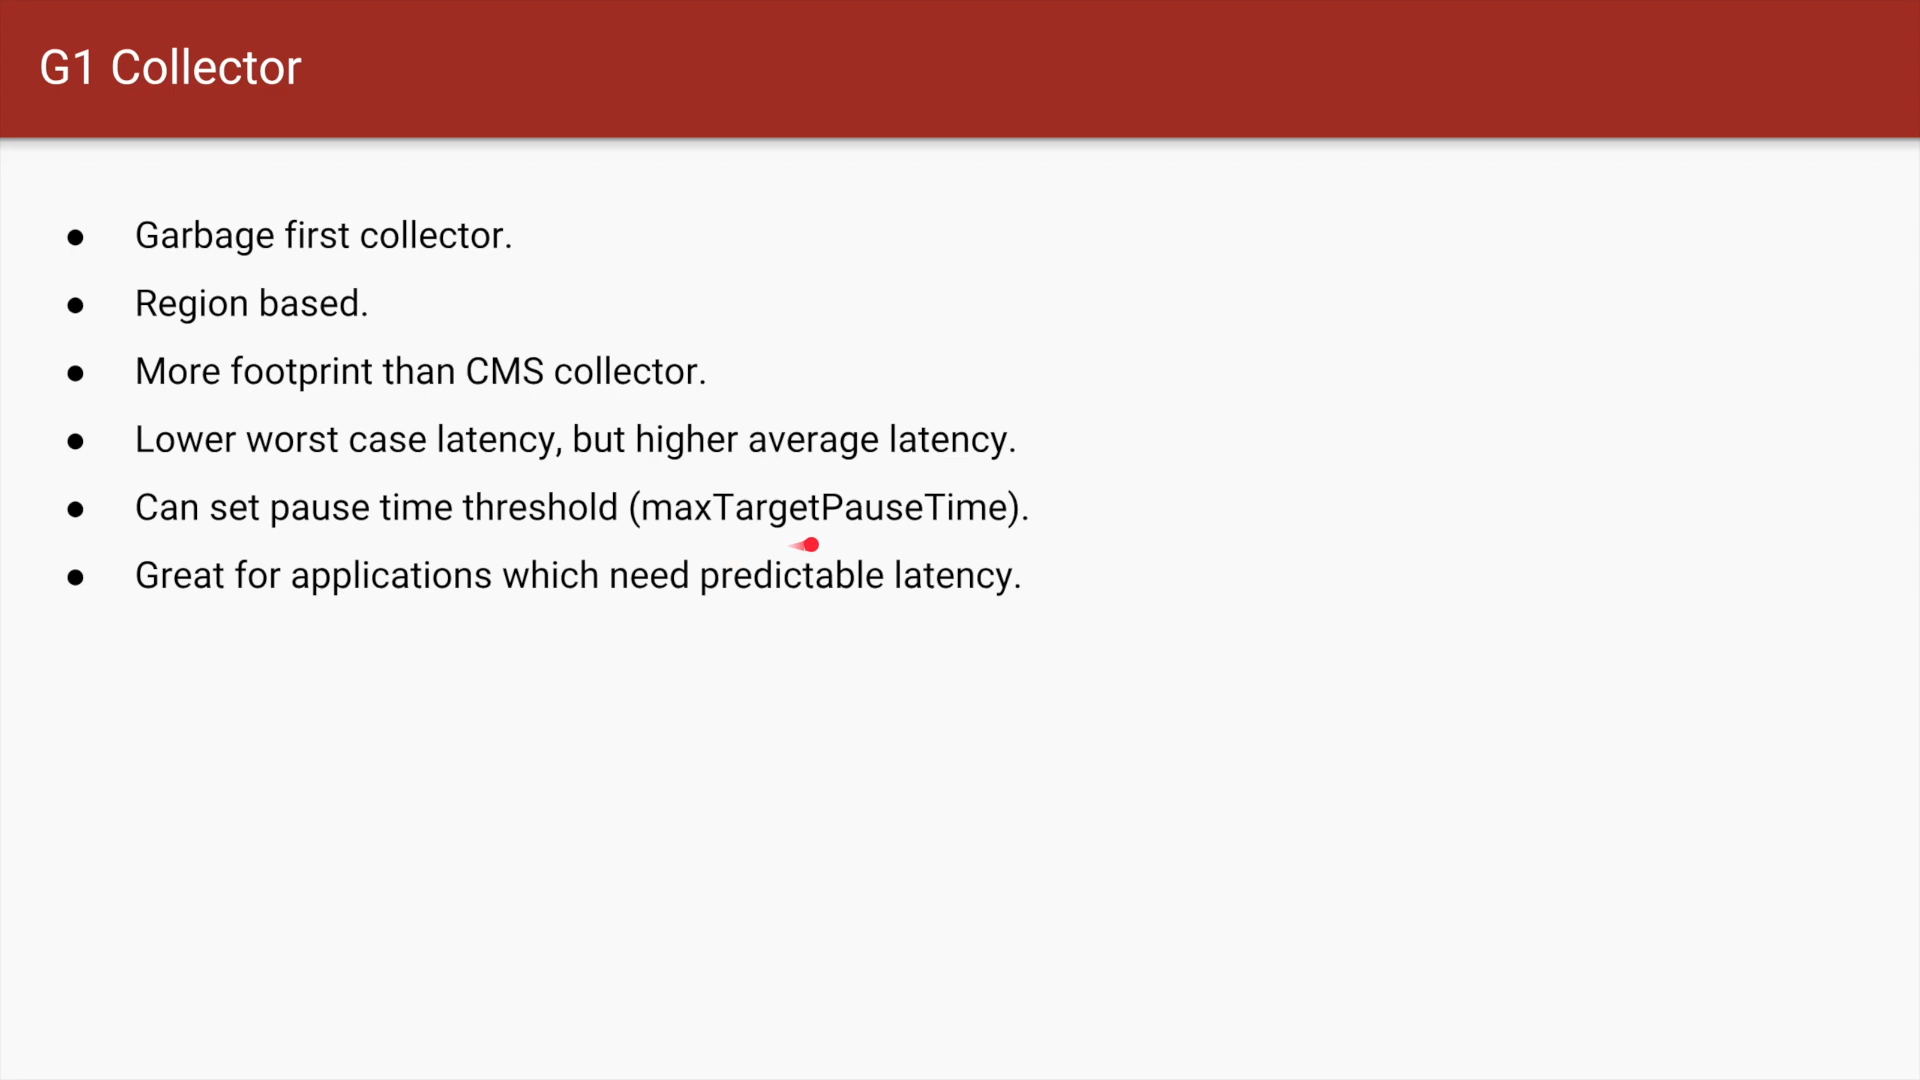 G1 Collector
● Garbage first collector.
● Region based.
● More footprint than CMS collector.
● Lower worst case latency, but higher average latency.
● Can set pause time threshold (maxTargetPauseTime).
● Great for applications which need predictable latency.